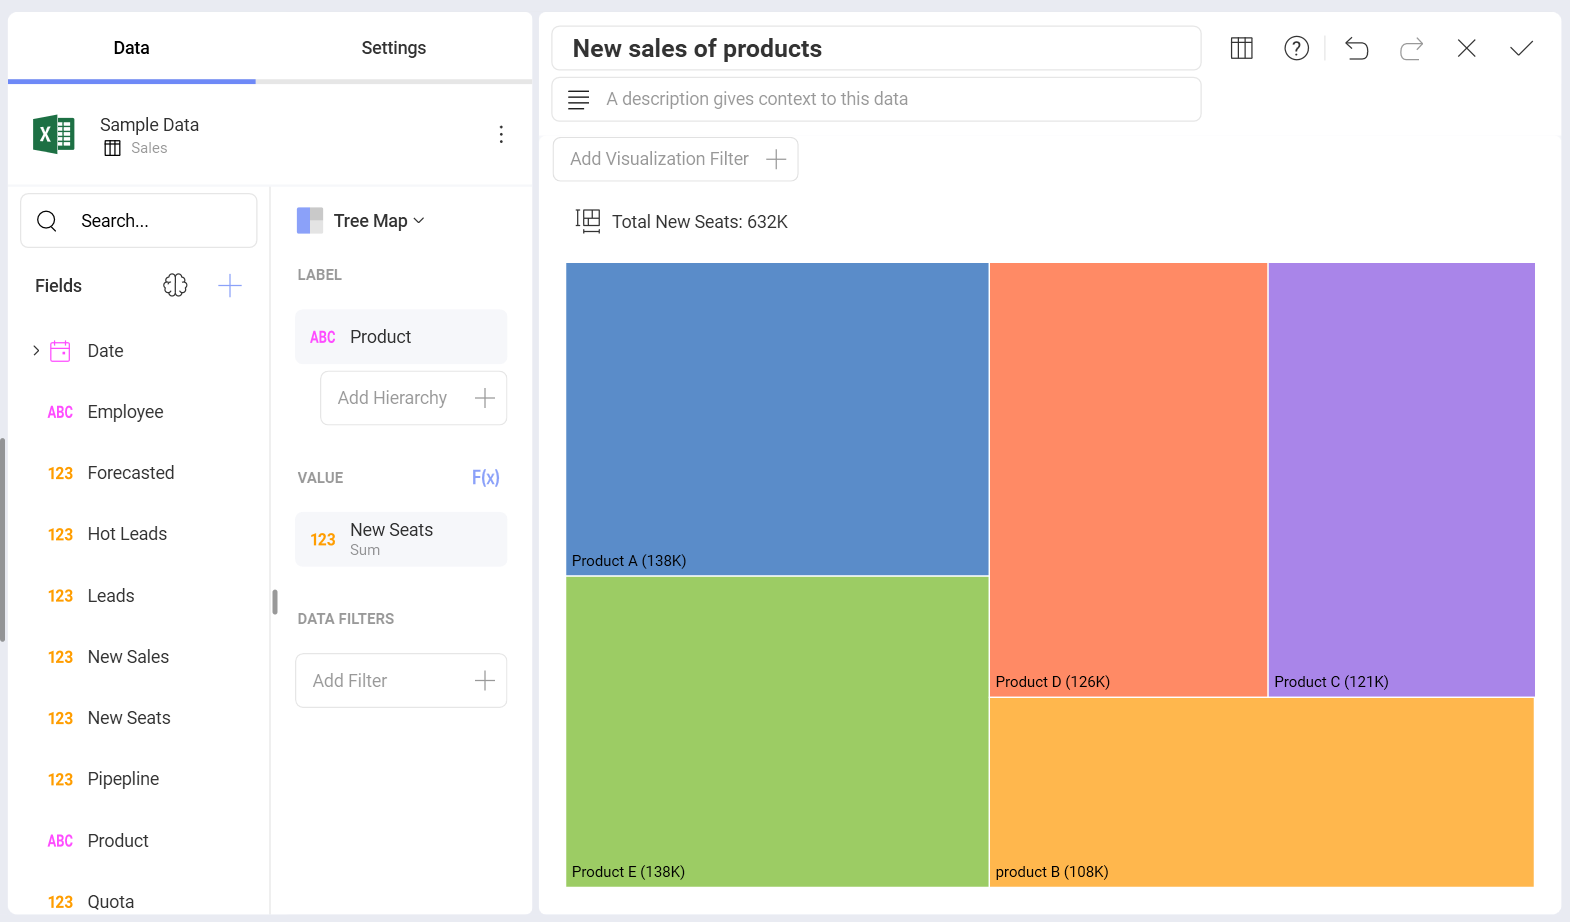 Data
Settings
Sample Data
Sales
Search...
Fields
Date
ABC Employee
123 Forecasted
123 Hot Leads
123 Leads
123 New Sales
123 New Seats
123 Pipepline
ABC Product
123 Quota
Tree Map
LABEL
ABC Product
Add Hierarchy
VALUE F(x)
123 New Seats
Sum
DATA FILTERS
Add Filter
New sales of products
A description gives context to this data
Add Visualization Filter
Total New Seats: 632K
Product A (138K)
Product D (126K)
Product C (121K)
Product E (138K)
product B (108K)